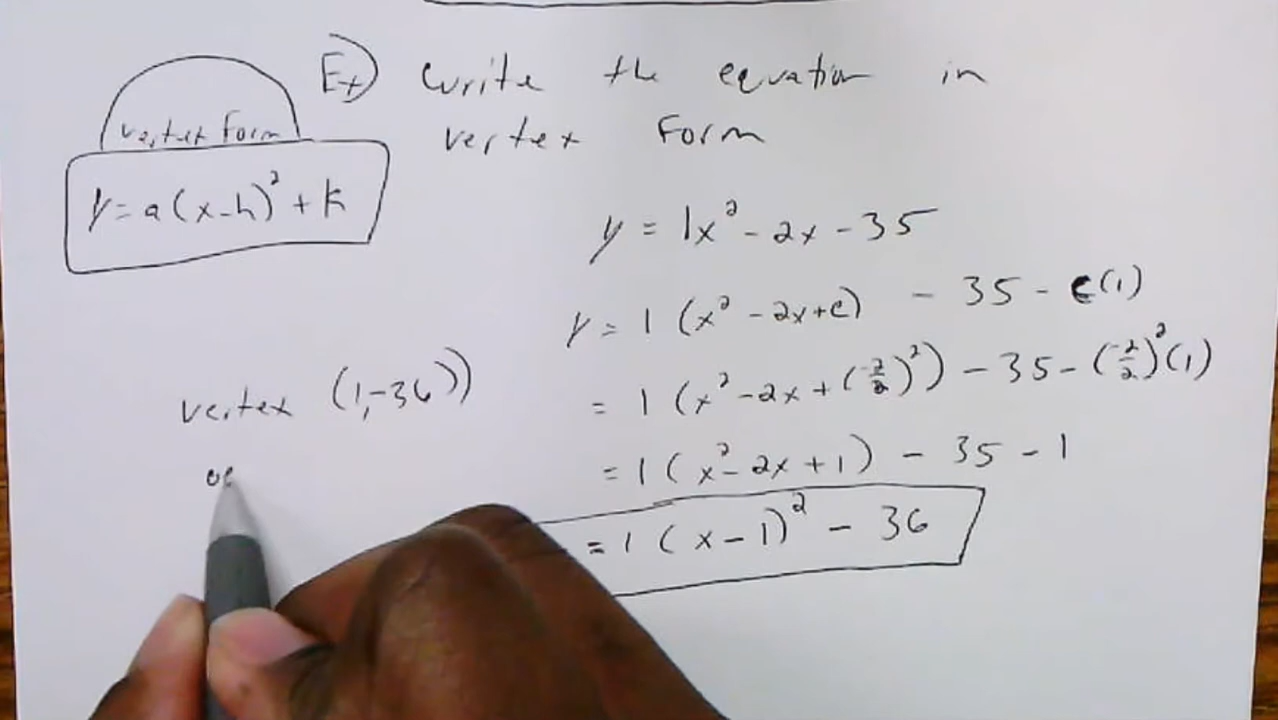 Ex) write the equation in
vertex form
vertex form
y = a(x-h)² + k
y = 1x² - 2x - 35
y = 1 (x² - 2x + c) - 35 - c(1)
= 1 (x² - 2x + (-2/2)²) - 35 - (-2/2)²(1)
= 1 (x² - 2x + 1) - 35 - 1
= 1 (x - 1)² - 36
vertex (1, -36))